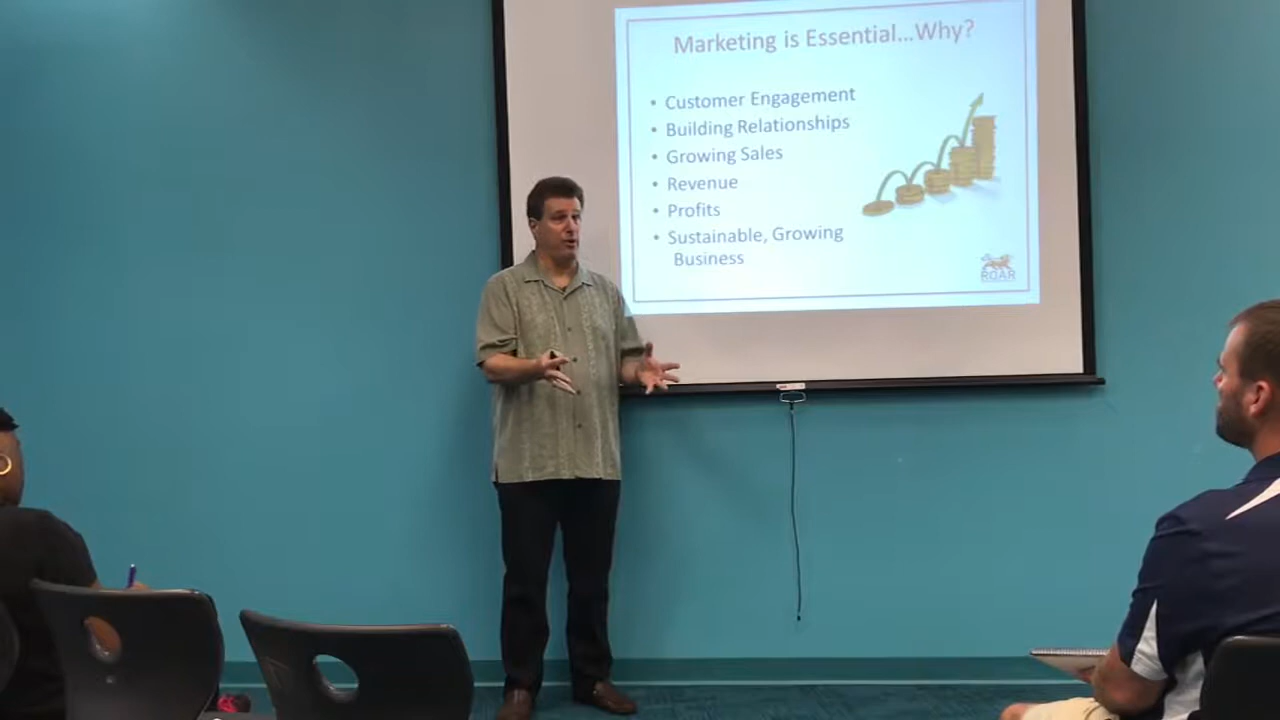 Marketing is Essential...Why?
• Customer Engagement
• Building Relationships
• Growing Sales
• Revenue
• Profits
• Sustainable, Growing
Business
ROAR